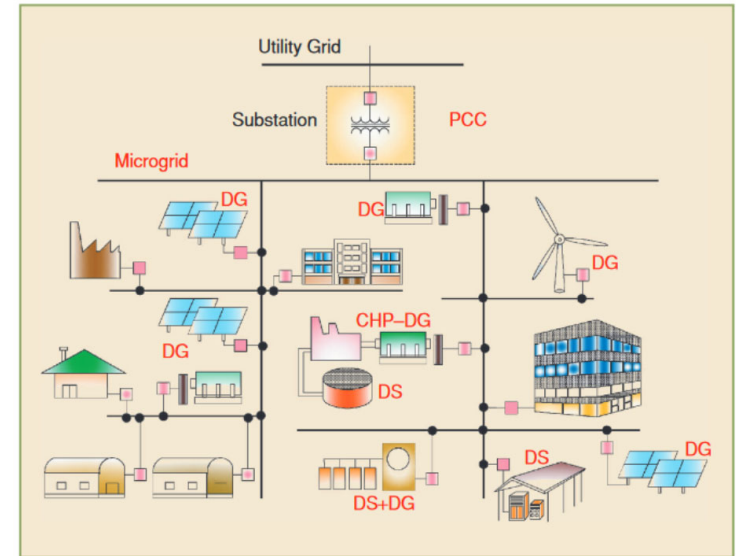 Utility Grid
Substation
PCC
Microgrid
DG
DG
DG
CHP–DG
DG
DS
DS
DG
DS+DG